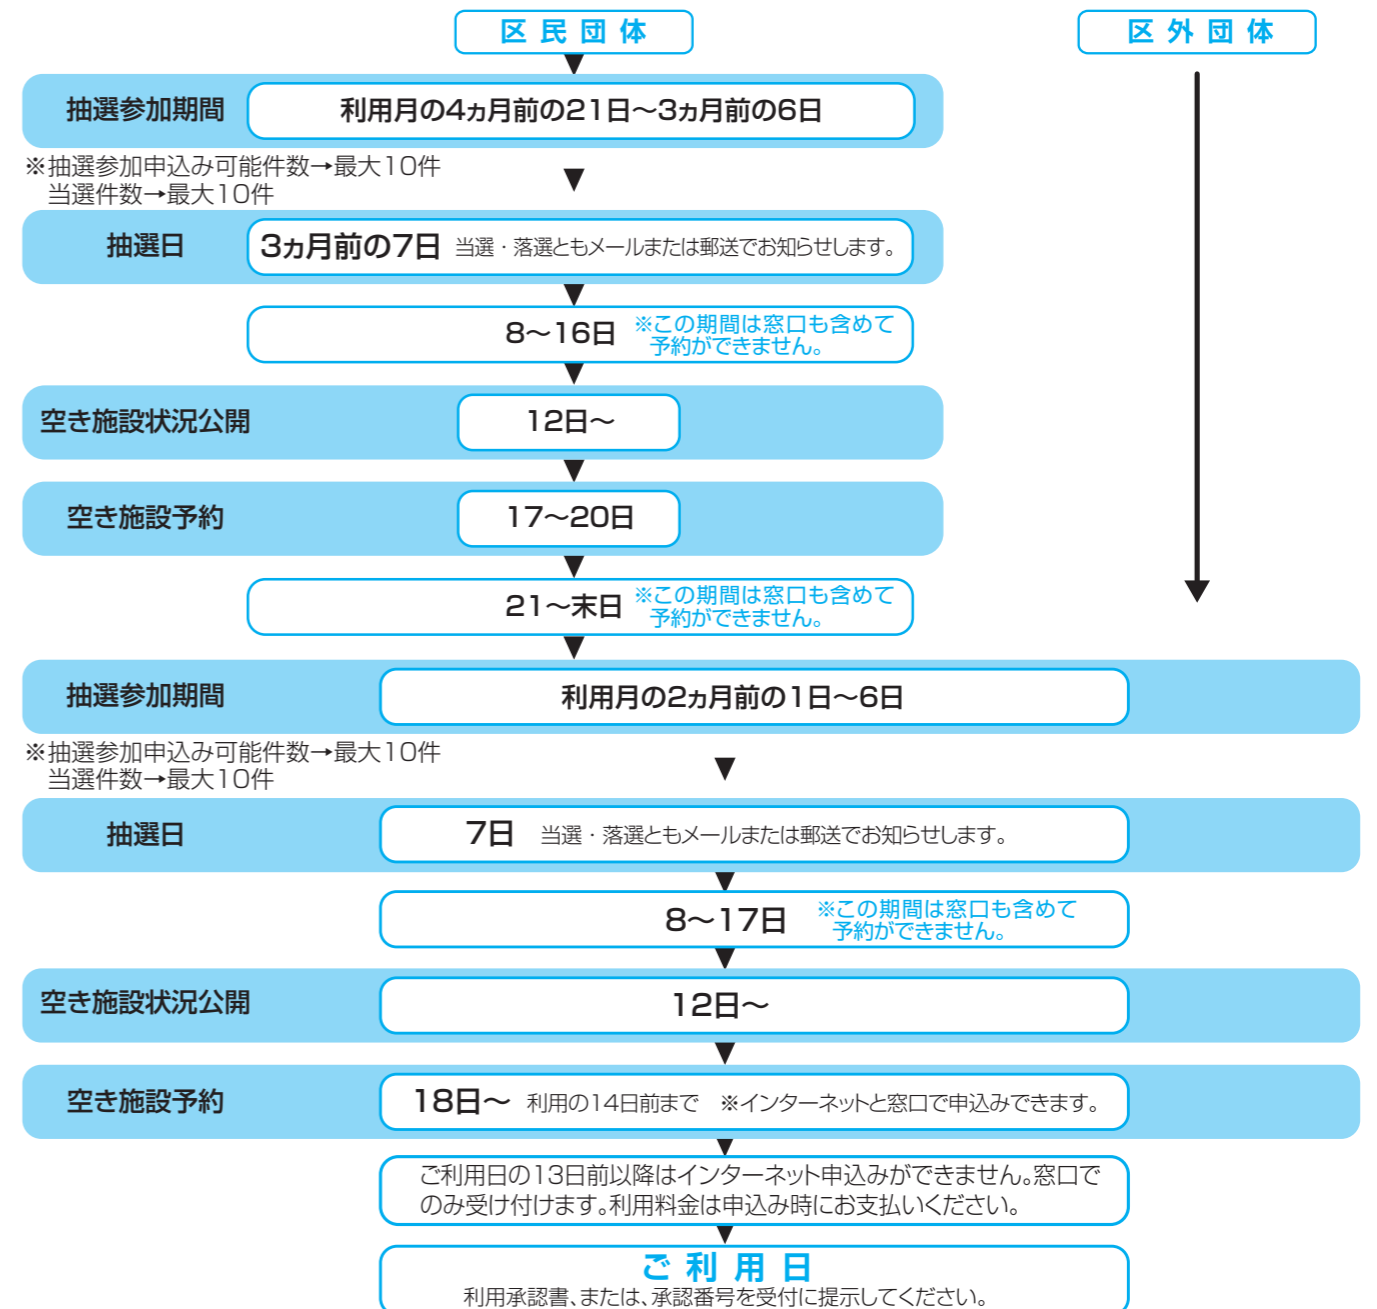 区民団体
区外団体
抽選参加期間
利用月の4ヵ月前の21日〜3ヵ月前の6日
※抽選参加申込み可能件数→最大10件
当選件数→最大10件
抽選日
3ヵ月前の7日 当選・落選ともメールまたは郵送でお知らせします。
8〜16日
※この期間は窓口も含めて
予約ができません。
空き施設状況公開
12日〜
空き施設予約
17〜20日
21〜末日
※この期間は窓口も含めて
予約ができません。
抽選参加期間
利用月の2ヵ月前の1日〜6日
※抽選参加申込み可能件数→最大10件
当選件数→最大10件
抽選日
7日 当選・落選ともメールまたは郵送でお知らせします。
8〜17日
※この期間は窓口も含めて
予約ができません。
空き施設状況公開
12日〜
空き施設予約
18日〜 利用の14日前まで ※インターネットと窓口で申込みできます。
ご利用日の13日前以降はインターネット申込みができません。窓口で
のみ受け付けます。利用料金は申込み時にお支払いください。
ご利用日
利用承認書、または、承認番号を受付に提示してください。